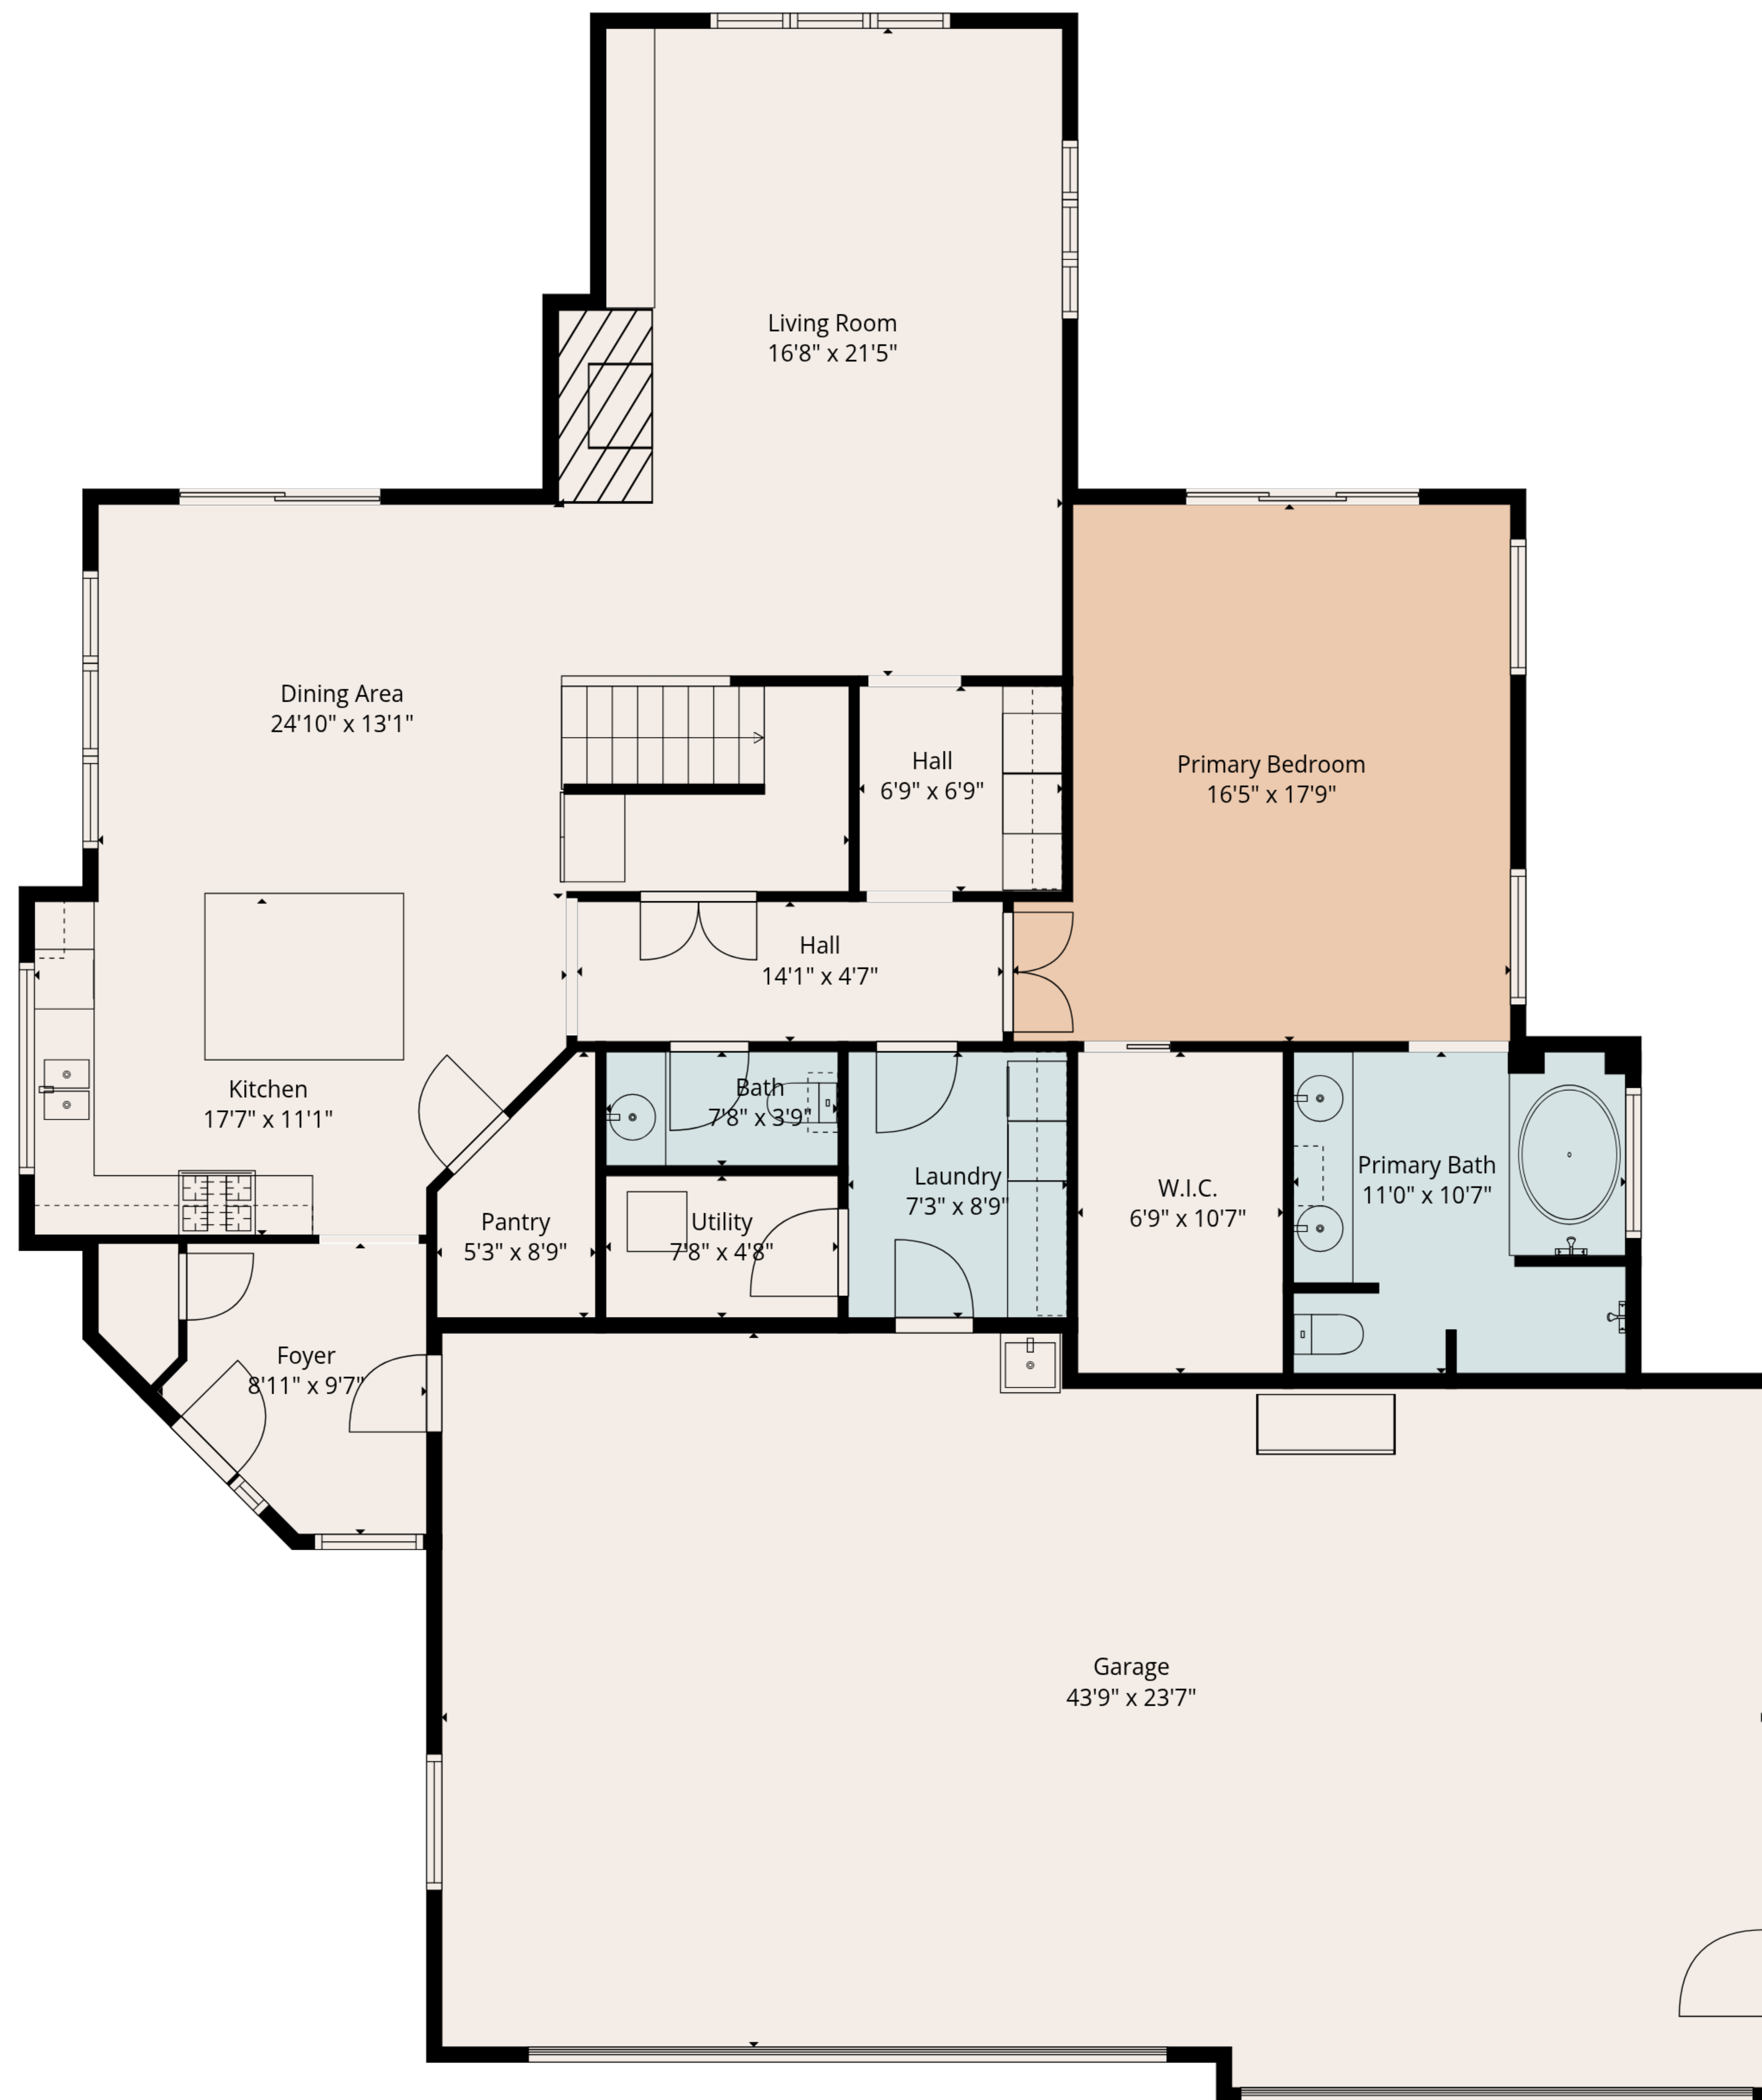 Living Room
16'8" x 21'5"
Dining Area
24'10" x 13'1"
Hall
6'9" x 6'9"
Primary Bedroom
16'5" x 17'9"
Hall
14'1" x 4'7"
Kitchen
17'7" x 11'1"
Bath
7'8" x 3'9"
Laundry
7'3" x 8'9"
W.I.C.
6'9" x 10'7"
Primary Bath
11'0" x 10'7"
Pantry
5'3" x 8'9"
Utility
7'8" x 4'8"
Foyer
8'11" x 9'7"
Garage
43'9" x 23'7"